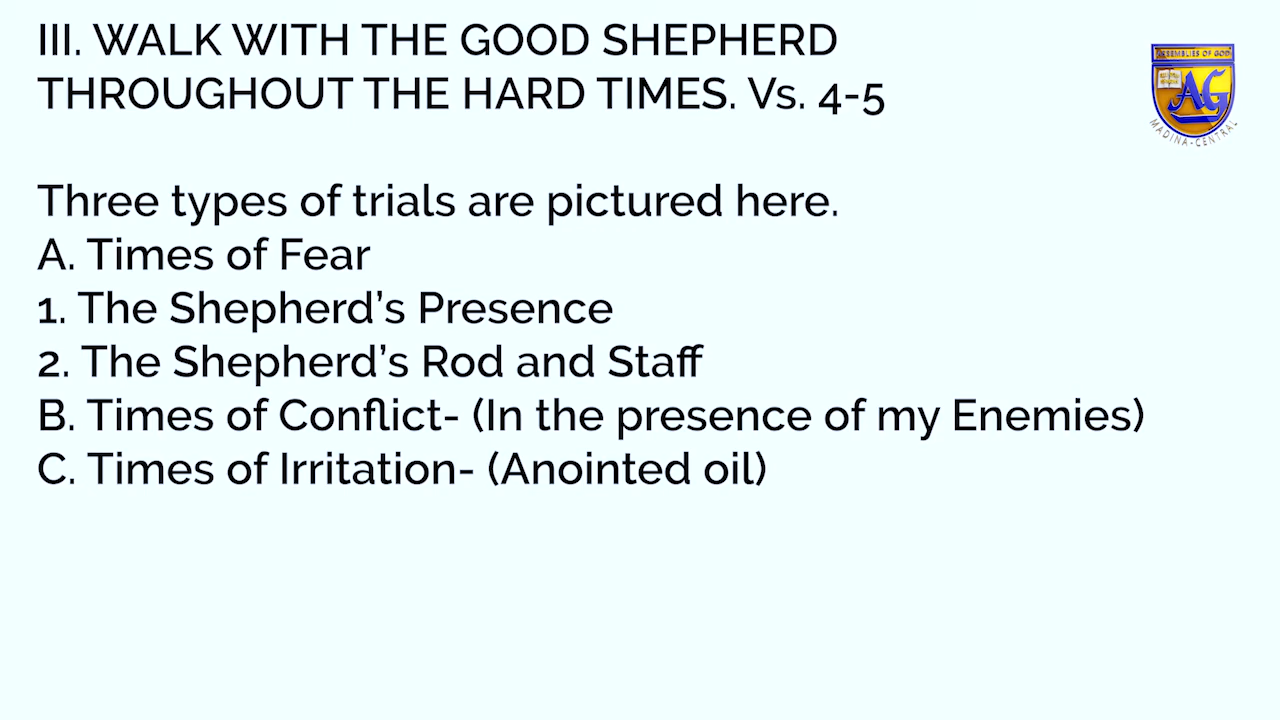 III. WALK WITH THE GOOD SHEPHERD
THROUGHOUT THE HARD TIMES. Vs. 4-5
Three types of trials are pictured here.
A. Times of Fear
1. The Shepherd’s Presence
2. The Shepherd’s Rod and Staff
B. Times of Conflict- (In the presence of my Enemies)
C. Times of Irritation- (Anointed oil)
ASSEMBLIES OF GOD
AG
MADINA-CENTRAL